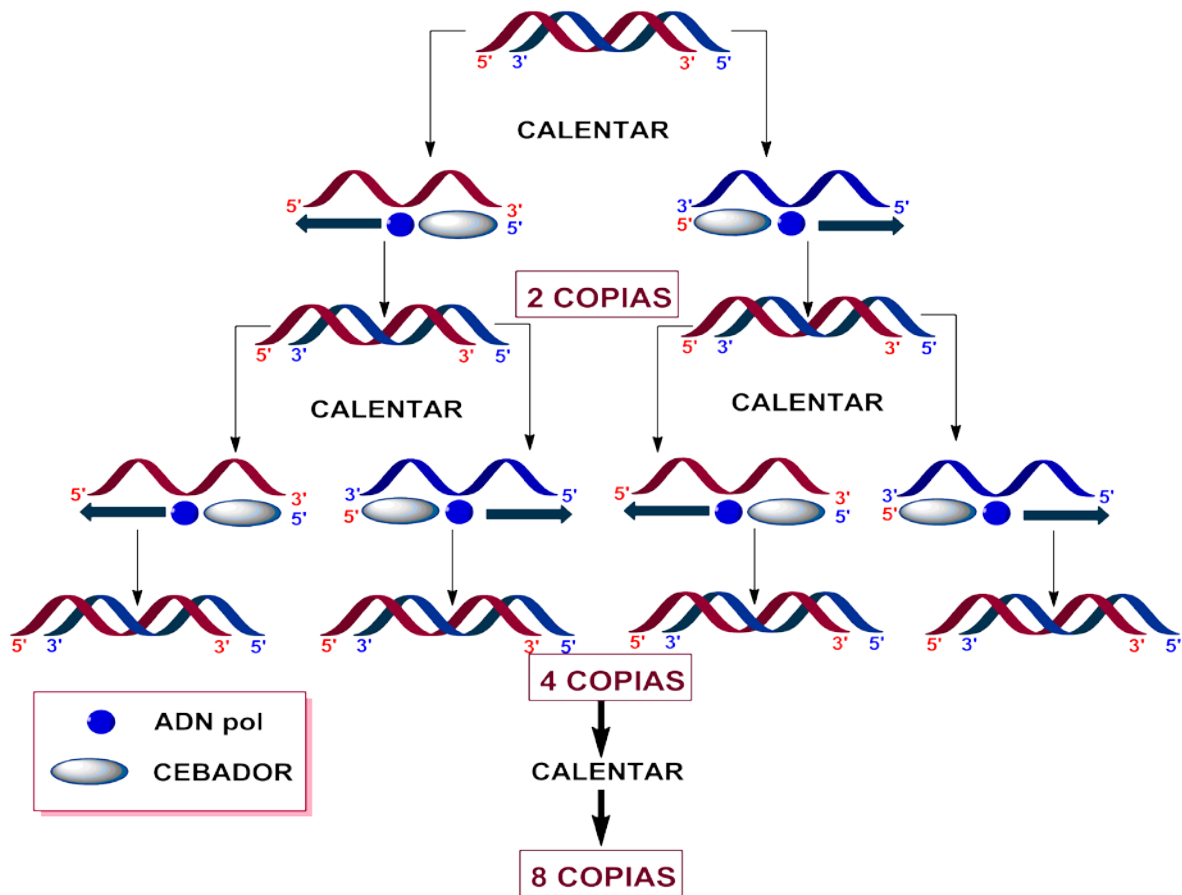 5' 3' 3' 5'
CALENTAR
5' 3' 3' 5'
5' 5'
2 COPIAS
5' 3' 3' 5' 5' 3' 3' 5'
CALENTAR CALENTAR
5' 3' 3' 5' 5' 3' 3' 5'
5' 5' 5' 5'
5' 3' 3' 5' 5' 3' 3' 5' 5' 3' 3' 5' 5' 3' 3' 5'
4 COPIAS
ADN pol
CEBADOR
CALENTAR
8 COPIAS